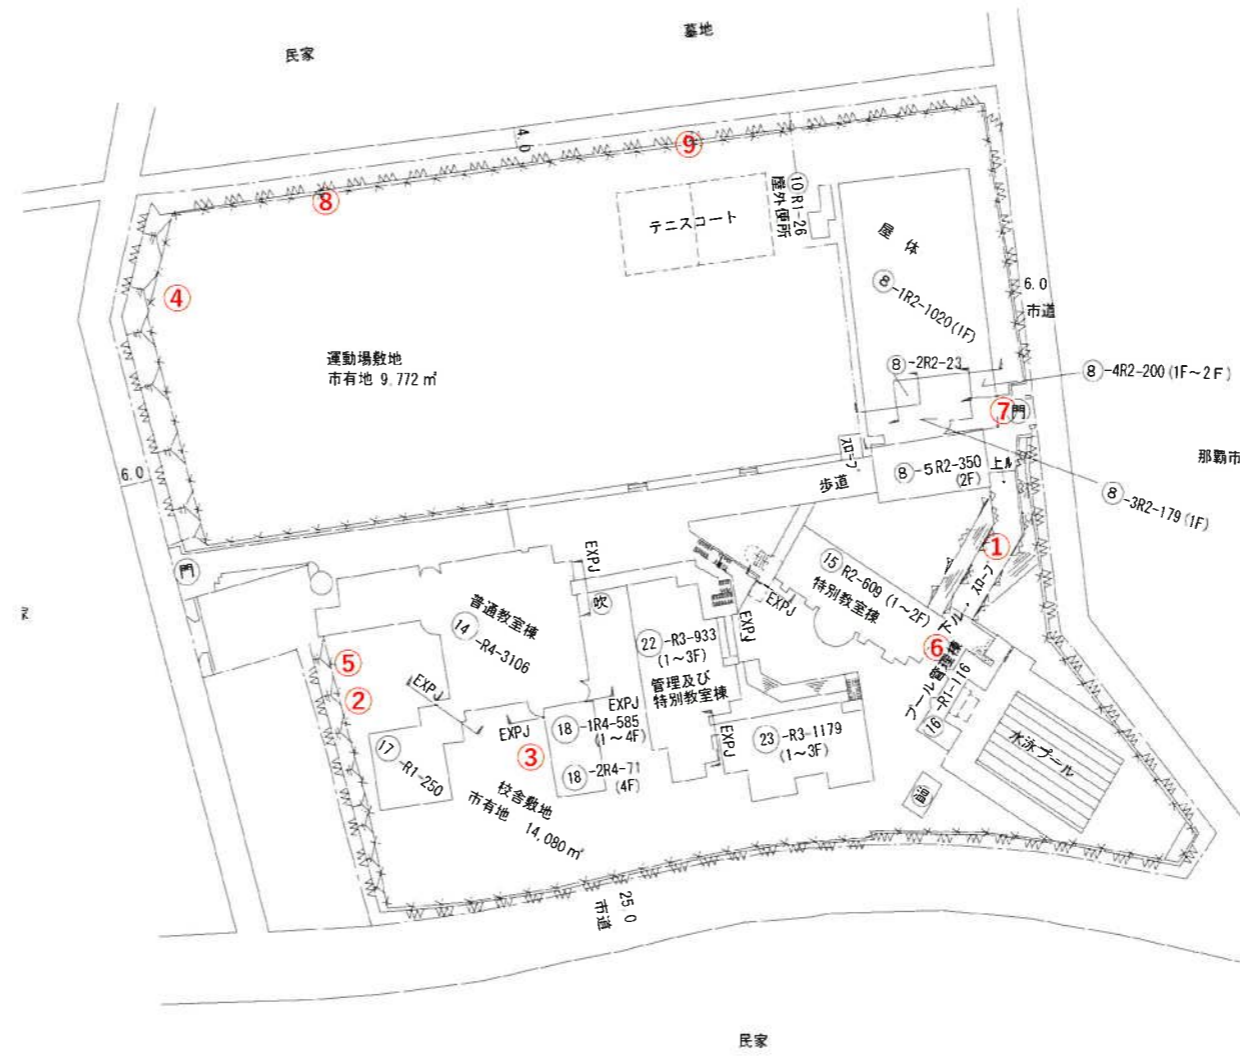 墓地
民家
4.0
⑨
⑧
⑩R1-26
屋外便所
テニスコート
屋 体
⑧-1R2-1020(1F)
④
6.0
市道
運動場敷地
市有地 9.772㎡
⑧-2R2-23
⑧-4R2-200(1F~2F)
⑦
門
那覇市
6.0
スロープ
歩道
⑧-5R2-350
(2F)
上ル
⑧-3R2-179(1F)
①
門
EXPJ
吹
⑮R2-609(1~2F)
特別教室棟
EXPJ
EXPJ
下ル・スロープ
普通教室棟
⑭-R4-3106
㉒-R3-933
(1~3F)
管理及び
特別教室棟
⑥
プール管理棟
⑯-R1-116
⑤
②
EXPJ
EXPJ
EXPJ
⑱-1R4-585
(1~4F)
EXPJ
㉓-R3-1179
(1~3F)
水泳プール
③
⑰-R1-250
⑱-2R4-71
(4F)
校舎敷地
市有地 14,080㎡
25.0
市道
民家